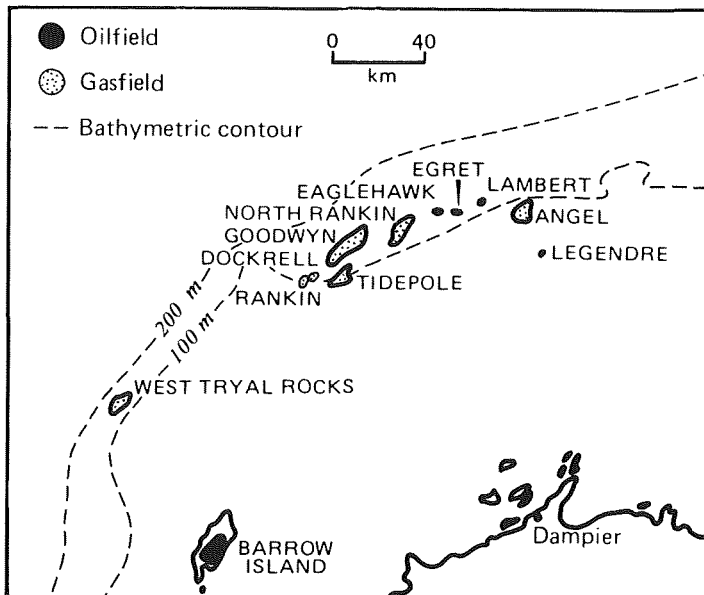 Oilfield
Gasfield
Bathymetric contour
0 40
km
EGRET
EAGLEHAWK
LAMBERT
NORTH RANKIN
ANGEL
GOODWYN
DOCKRELL
LEGENDRE
RANKIN
TIDEPOLE
200 m
100 m
WEST TRYAL ROCKS
Dampier
BARROW
ISLAND